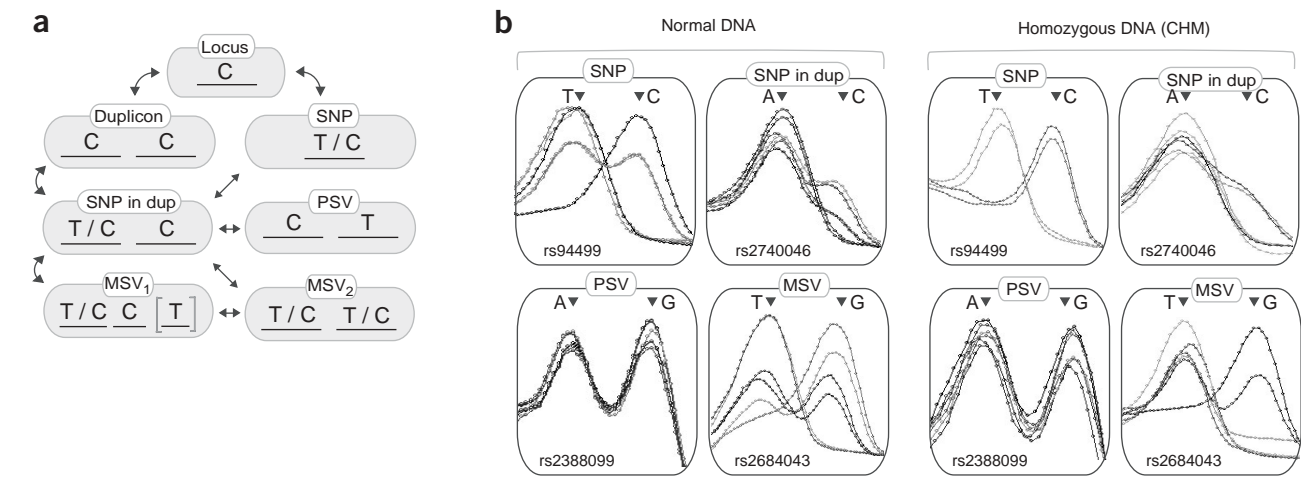 a
Locus
C
Duplicon
C C
SNP
T / C
SNP in dup
T / C C
PSV
C T
MSV1
T / C C [ T ]
MSV2
T / C T / C
b
Normal DNA
SNP
T C
rs94499
SNP in dup
A C
rs2740046
PSV
A G
rs2388099
MSV
T G
rs2684043
Homozygous DNA (CHM)
SNP
T C
rs94499
SNP in dup
A C
rs2740046
PSV
A G
rs2388099
MSV
T G
rs2684043